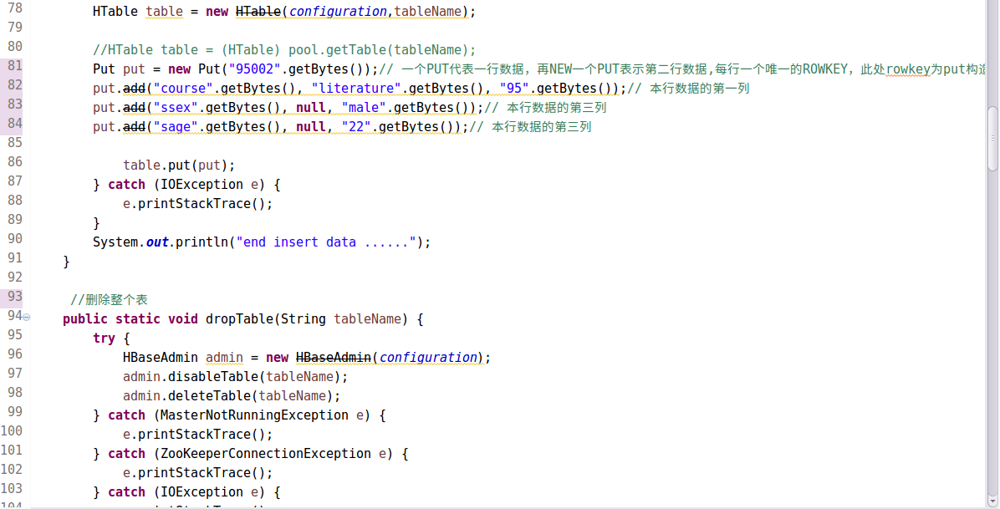 78 HTable table = new HTable(configuration,tableName);
79
80 //HTable table = (HTable) pool.getTable(tableName);
81 Put put = new Put("95002".getBytes());// 一个PUT代表一行数据，再NEW一个PUT表示第二行数据,每行一个唯一的ROWKEY，此处rowkey为put构造
82 put.add("course".getBytes(), "literature".getBytes(), "95".getBytes());// 本行数据的第一列
83 put.add("ssex".getBytes(), null, "male".getBytes());// 本行数据的第三列
84 put.add("sage".getBytes(), null, "22".getBytes());// 本行数据的第三列
85
86 table.put(put);
87 } catch (IOException e) {
88 e.printStackTrace();
89 }
90 System.out.println("end insert data ......");
91 }
92
93 //删除整个表
94 public static void dropTable(String tableName) {
95 try {
96 HBaseAdmin admin = new HBaseAdmin(configuration);
97 admin.disableTable(tableName);
98 admin.deleteTable(tableName);
99 } catch (MasterNotRunningException e) {
100 e.printStackTrace();
101 } catch (ZooKeeperConnectionException e) {
102 e.printStackTrace();
103 } catch (IOException e) {